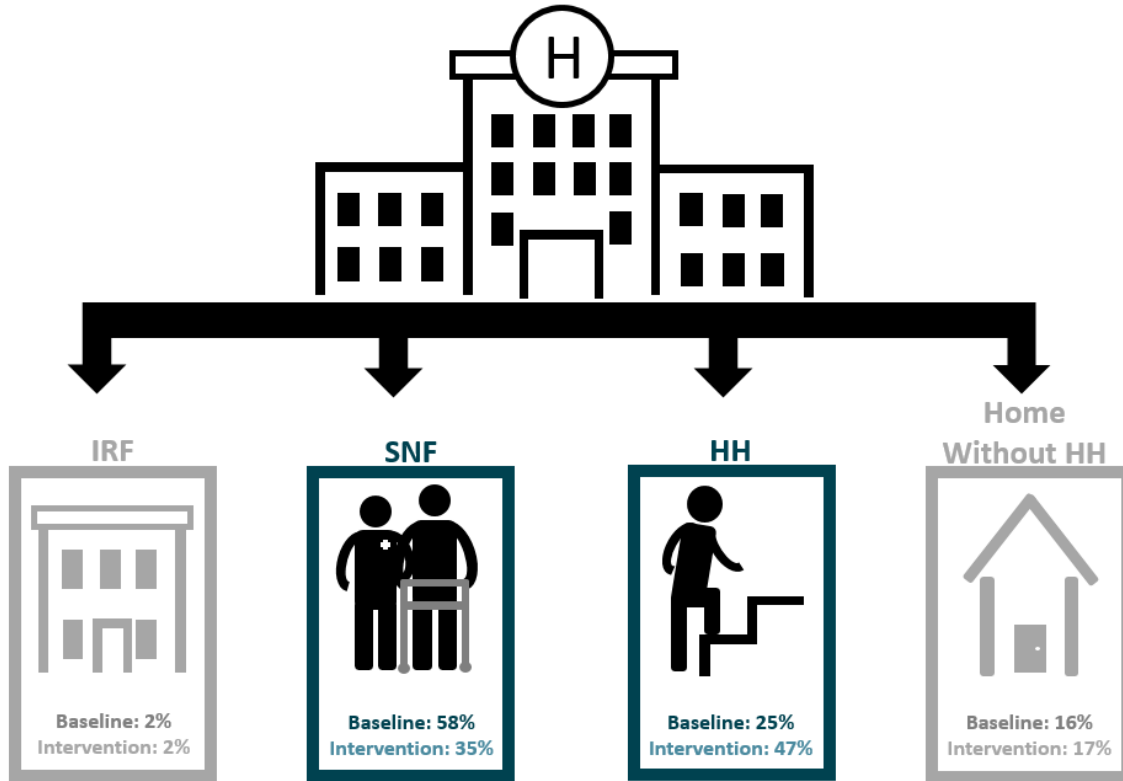 H
IRF
SNF
HH
Home
Without HH
Baseline: 2%
Intervention: 2%
Baseline: 58%
Intervention: 35%
Baseline: 25%
Intervention: 47%
Baseline: 16%
Intervention: 17%